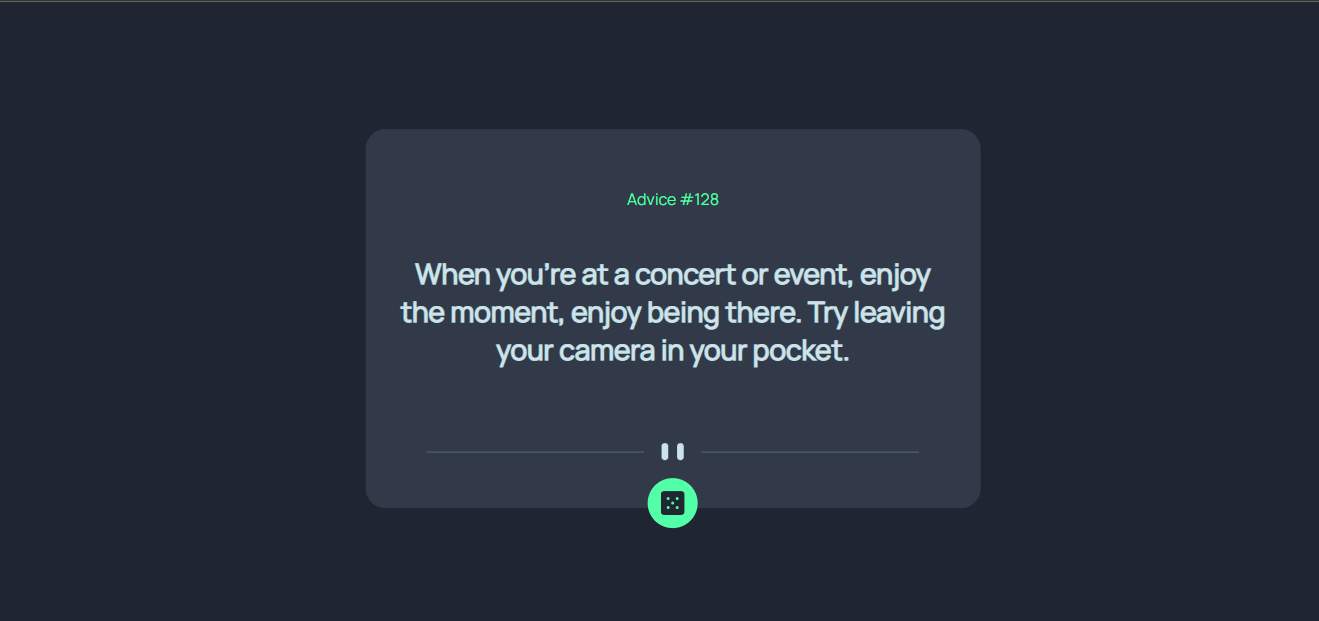 Advice #128
When you're at a concert or event, enjoy
the moment, enjoy being there. Try leaving
your camera in your pocket.